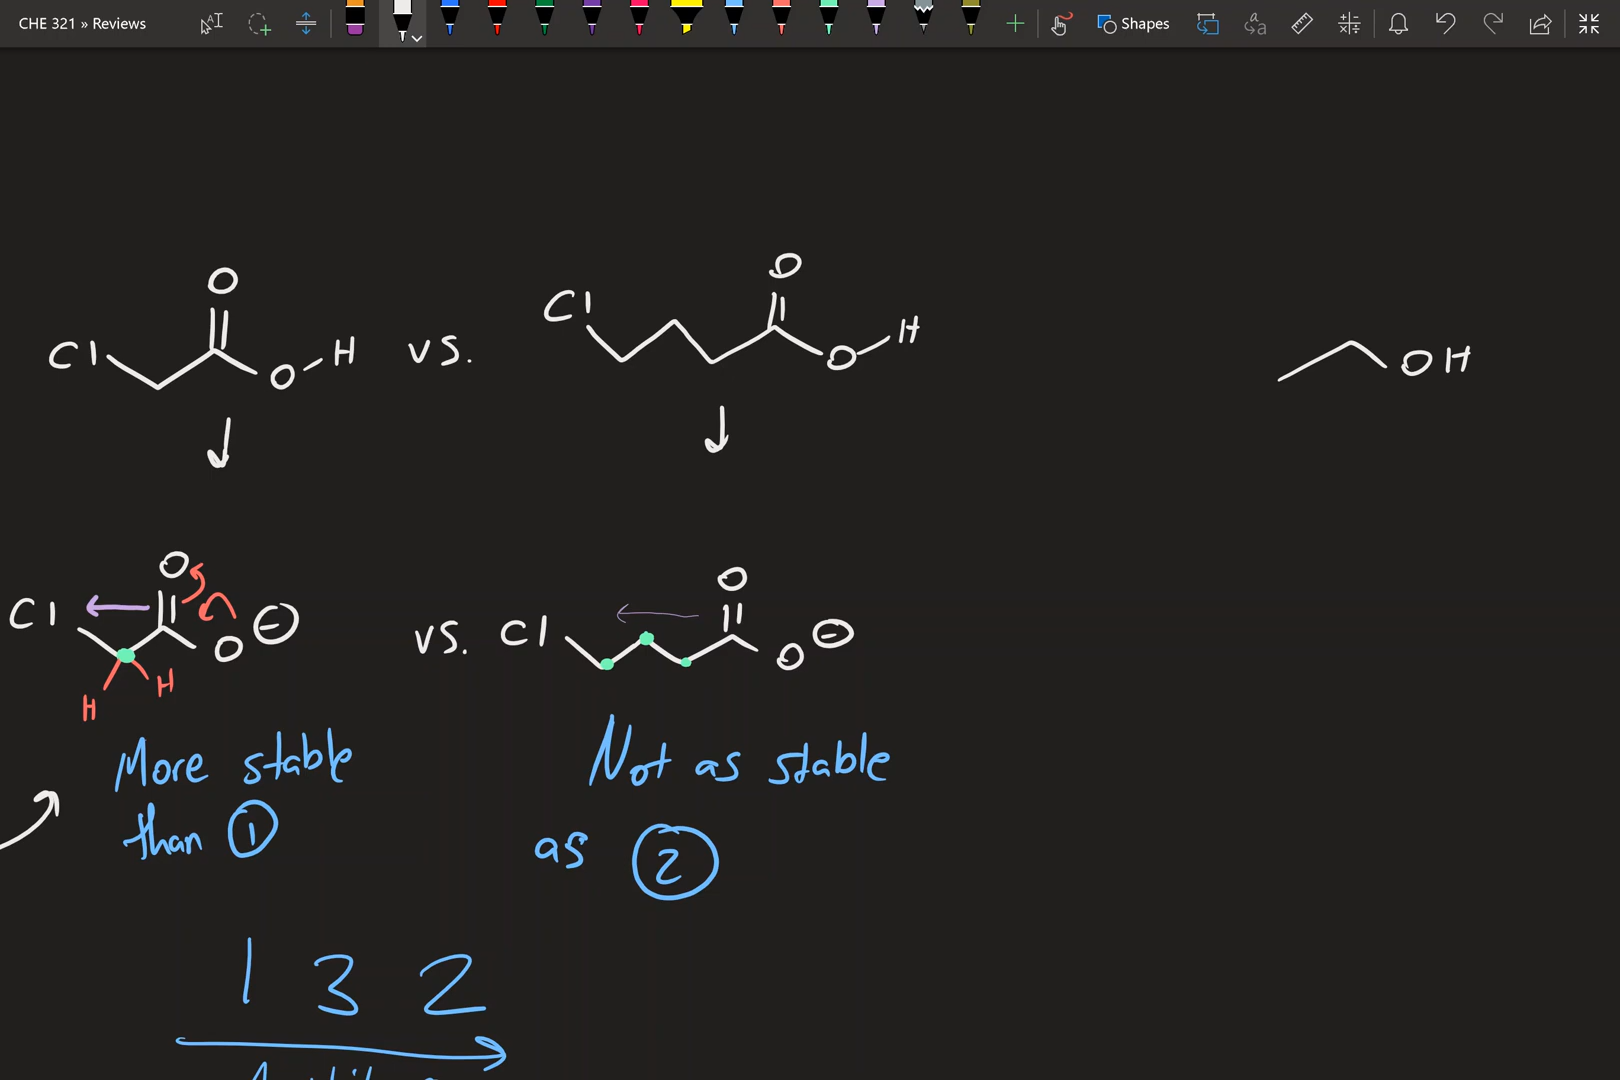 CHE 321 » Reviews
Shapes
O
Cl O H vs.
O
Cl O H
OH
O
Cl O ⊖
H H
vs. Cl O
O ⊖
More stable
than ①
Not as stable
as ②
1 3 2